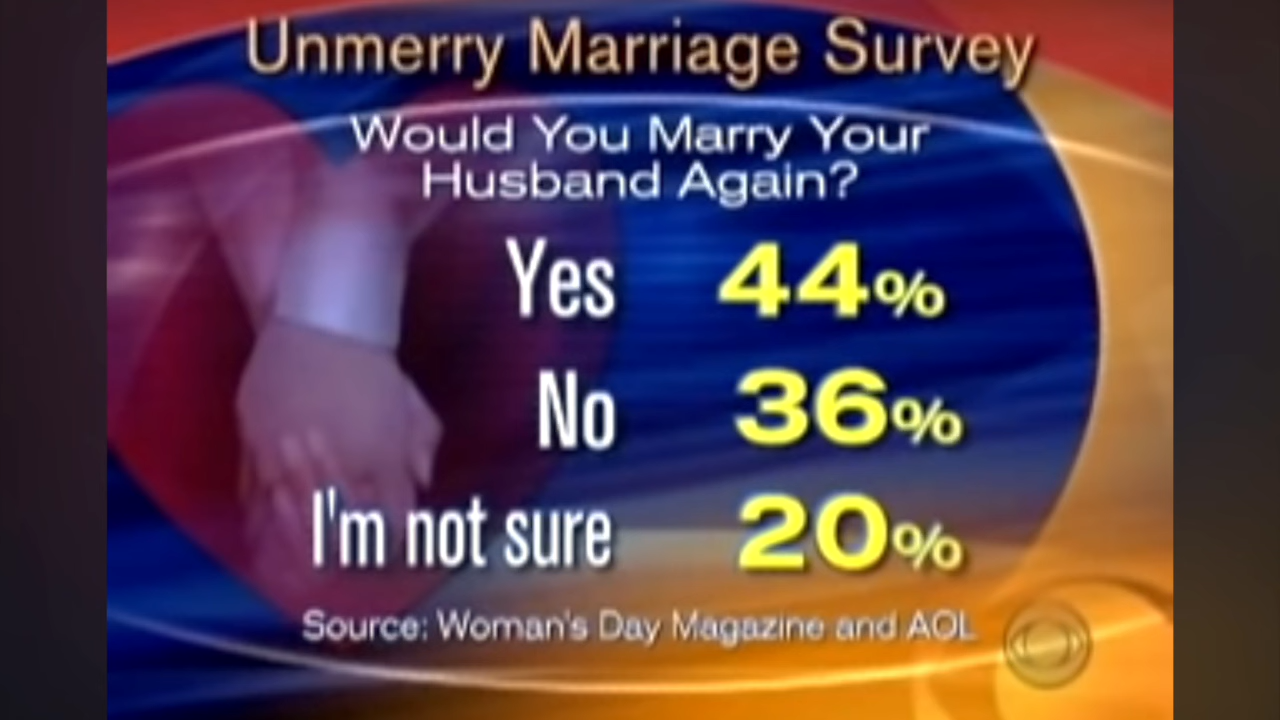 Unmerry Marriage Survey
Would You Marry Your
Husband Again?
Yes 44%
No 36%
I'm not sure 20%
Source: Woman's Day Magazine and AOL